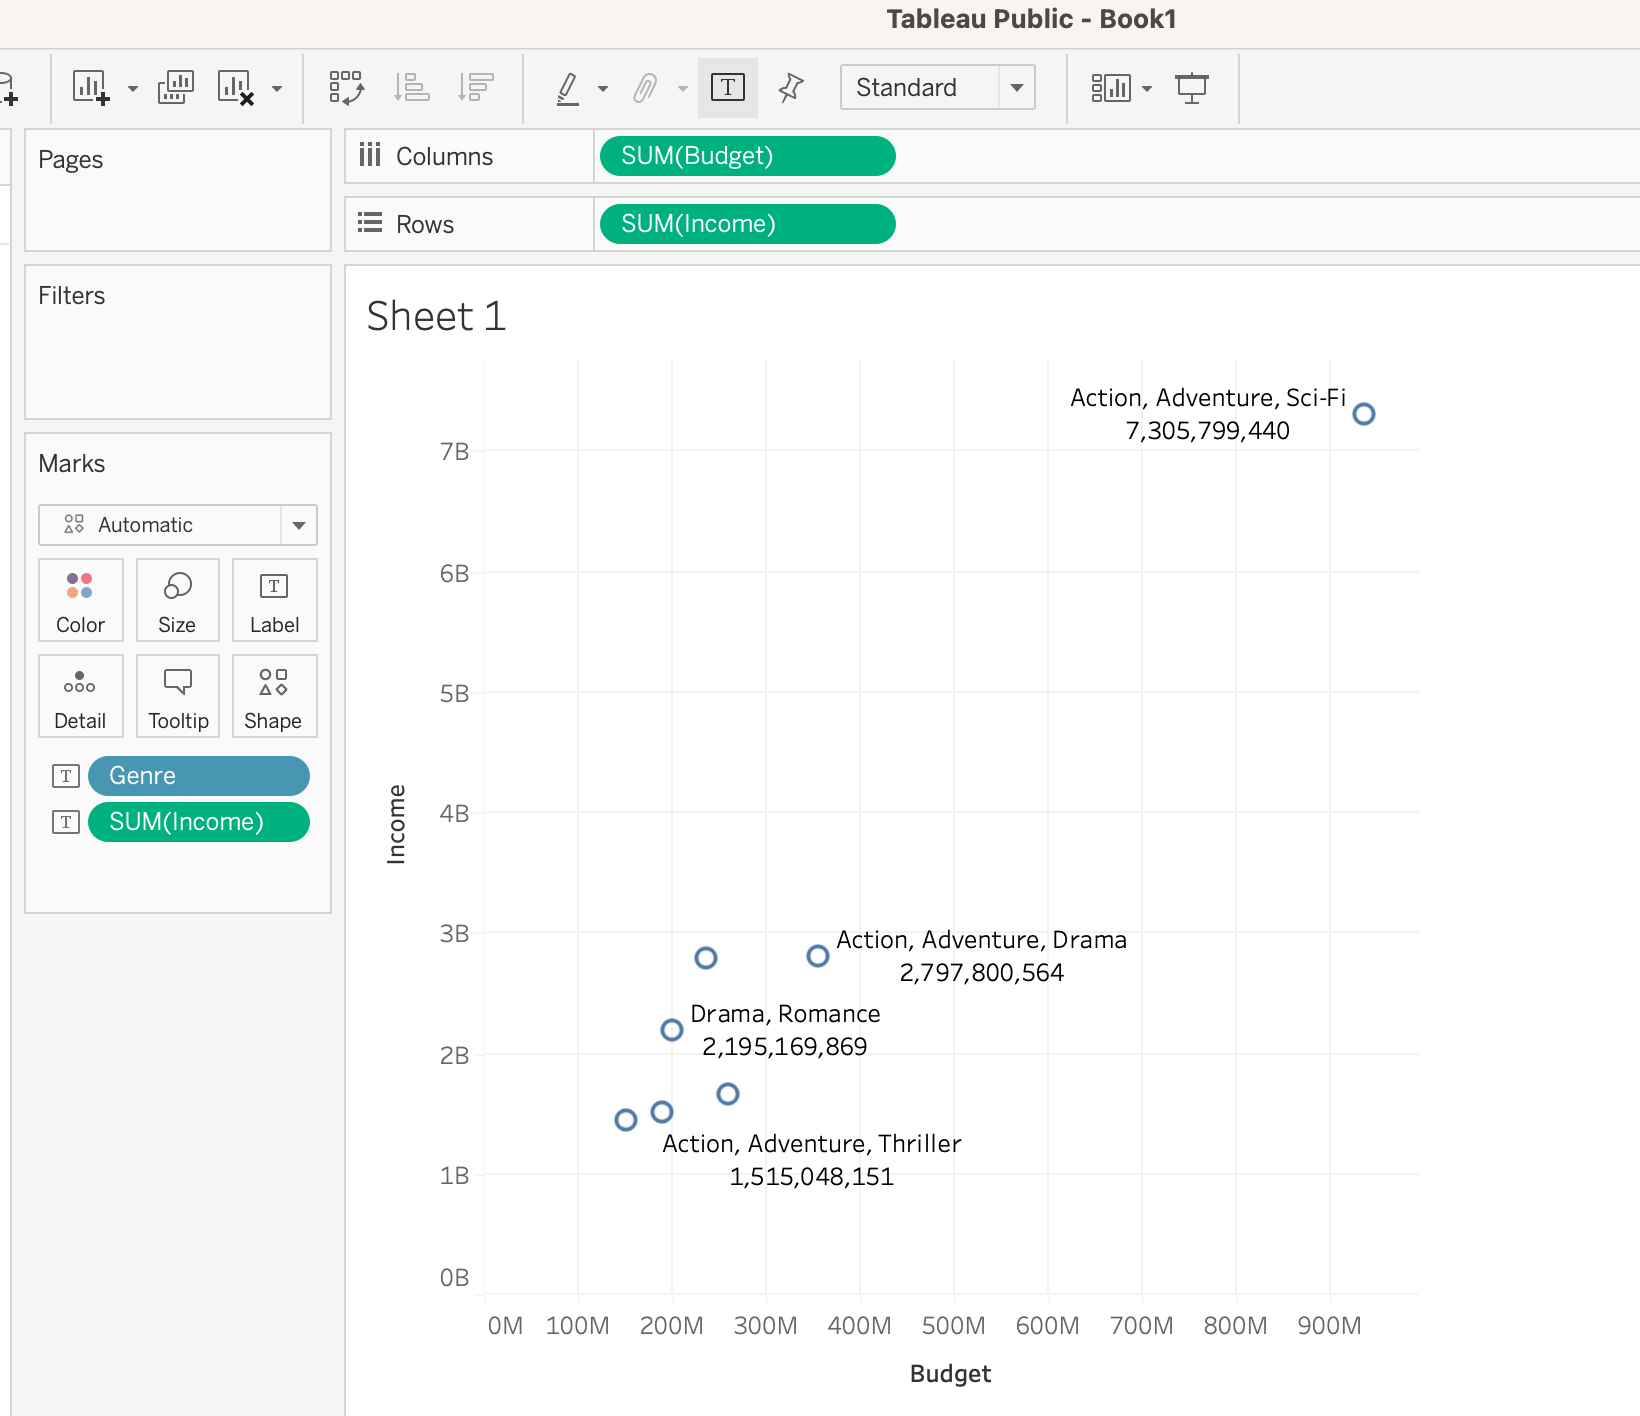 Tableau Public - Book1
T
Standard
Pages
Columns
SUM(Budget)
Rows
SUM(Income)
Filters
Marks
Automatic
Color
Size
T
Label
Detail
Tooltip
Shape
T
Genre
T
SUM(Income)
Sheet 1
Action, Adventure, Sci-Fi
7,305,799,440
7B
6B
5B
4B
3B
2B
1B
0B
Income
Action, Adventure, Drama
2,797,800,564
Drama, Romance
2,195,169,869
Action, Adventure, Thriller
1,515,048,151
0M 100M 200M 300M 400M 500M 600M 700M 800M 900M
Budget